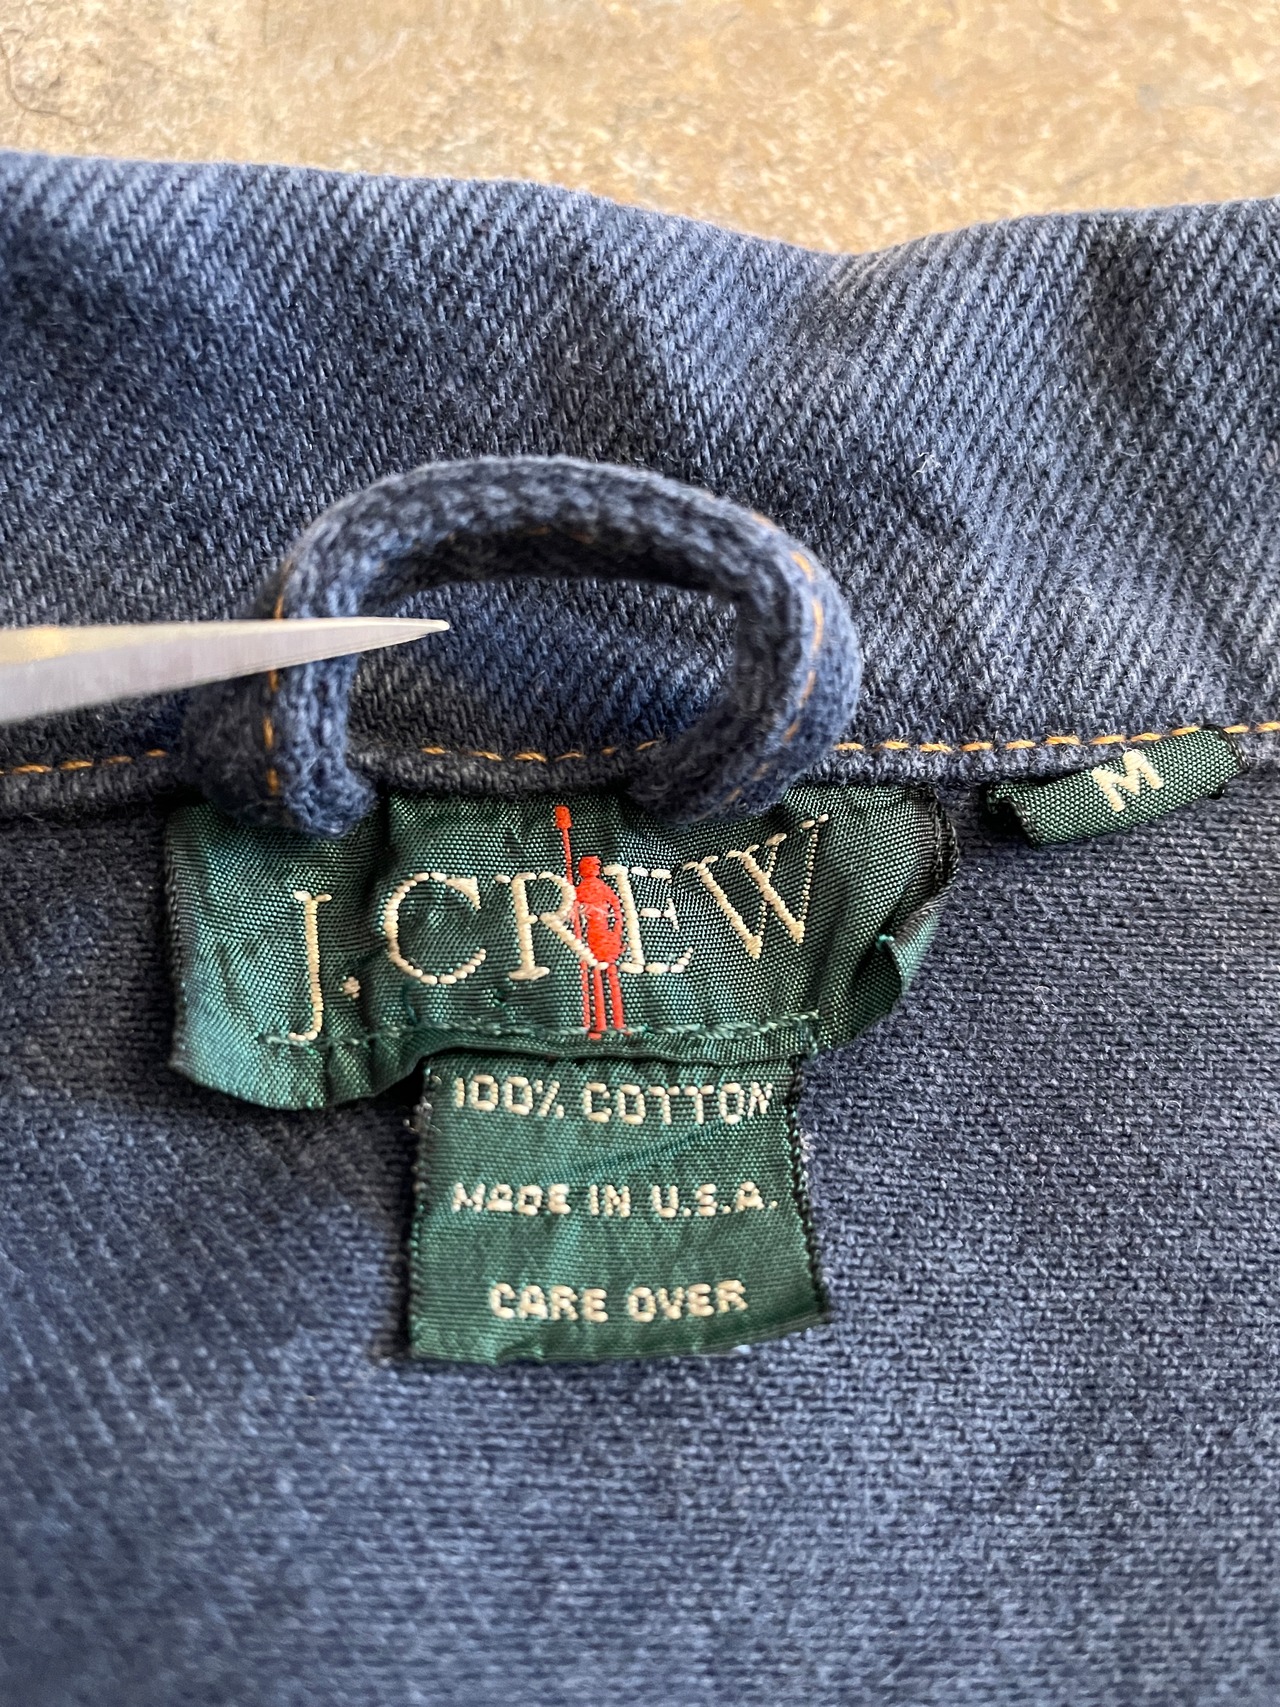 M
J. CREW
100% COTTON
MADE IN U.S.A.
CARE OVER